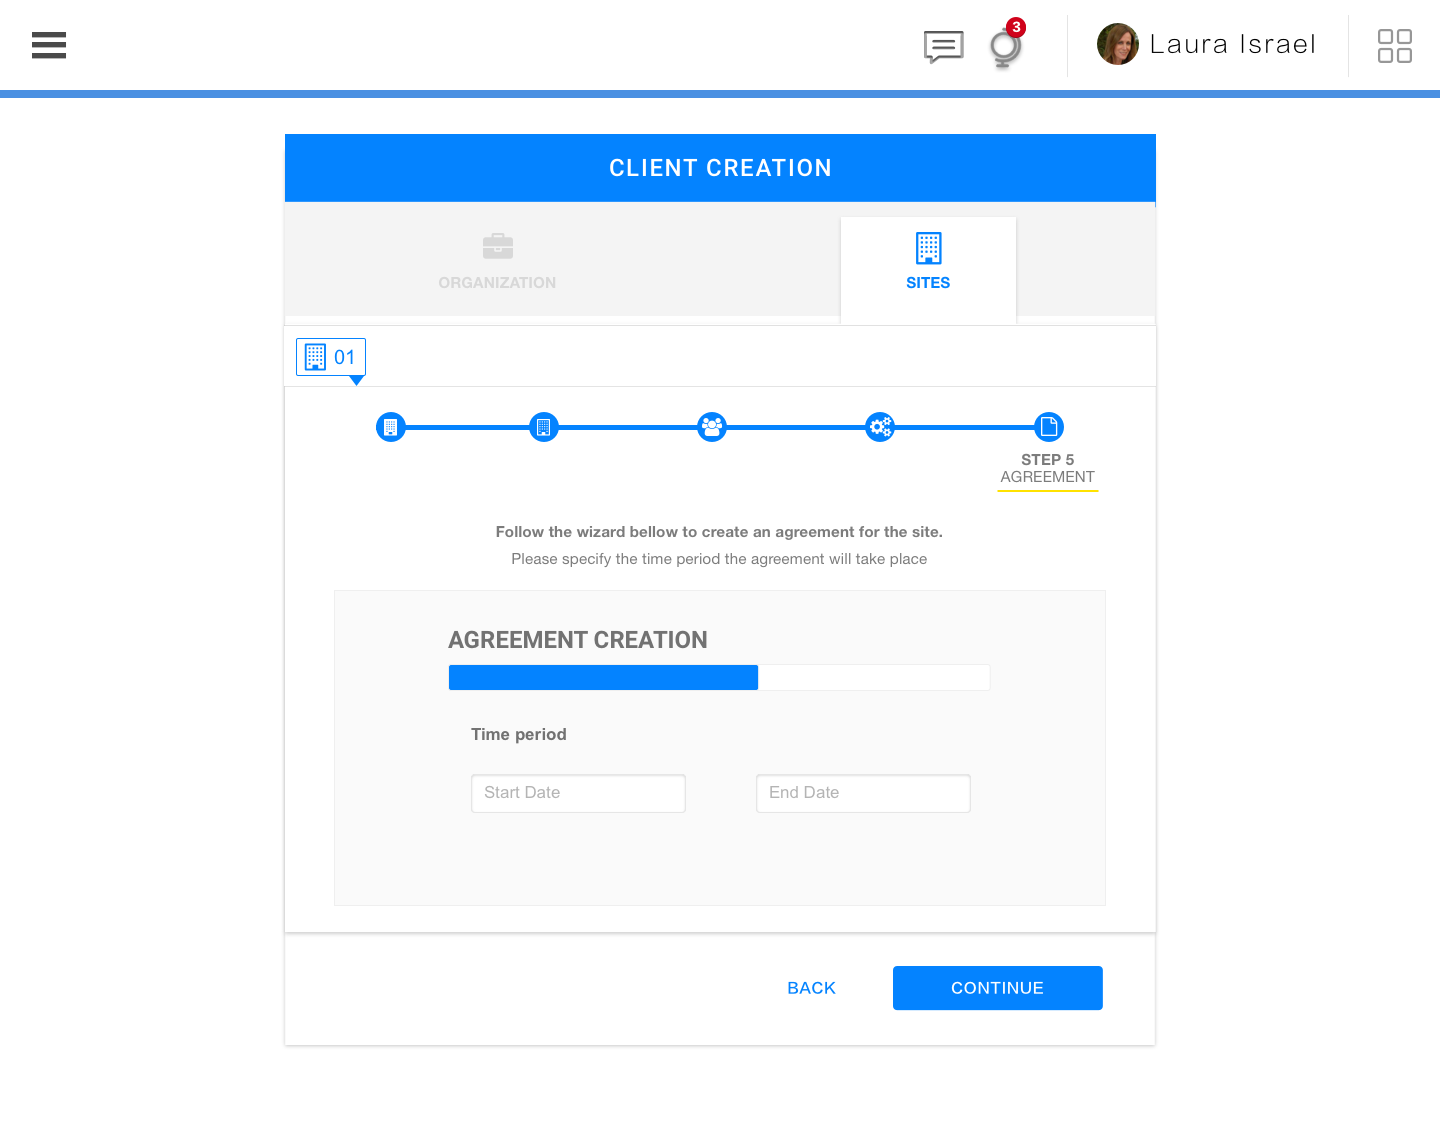 3
Laura Israel
CLIENT CREATION
ORGANIZATION
SITES
01
STEP 5
AGREEMENT
Follow the wizard bellow to create an agreement for the site.
Please specify the time period the agreement will take place
AGREEMENT CREATION
Time period
Start Date
End Date
BACK
CONTINUE